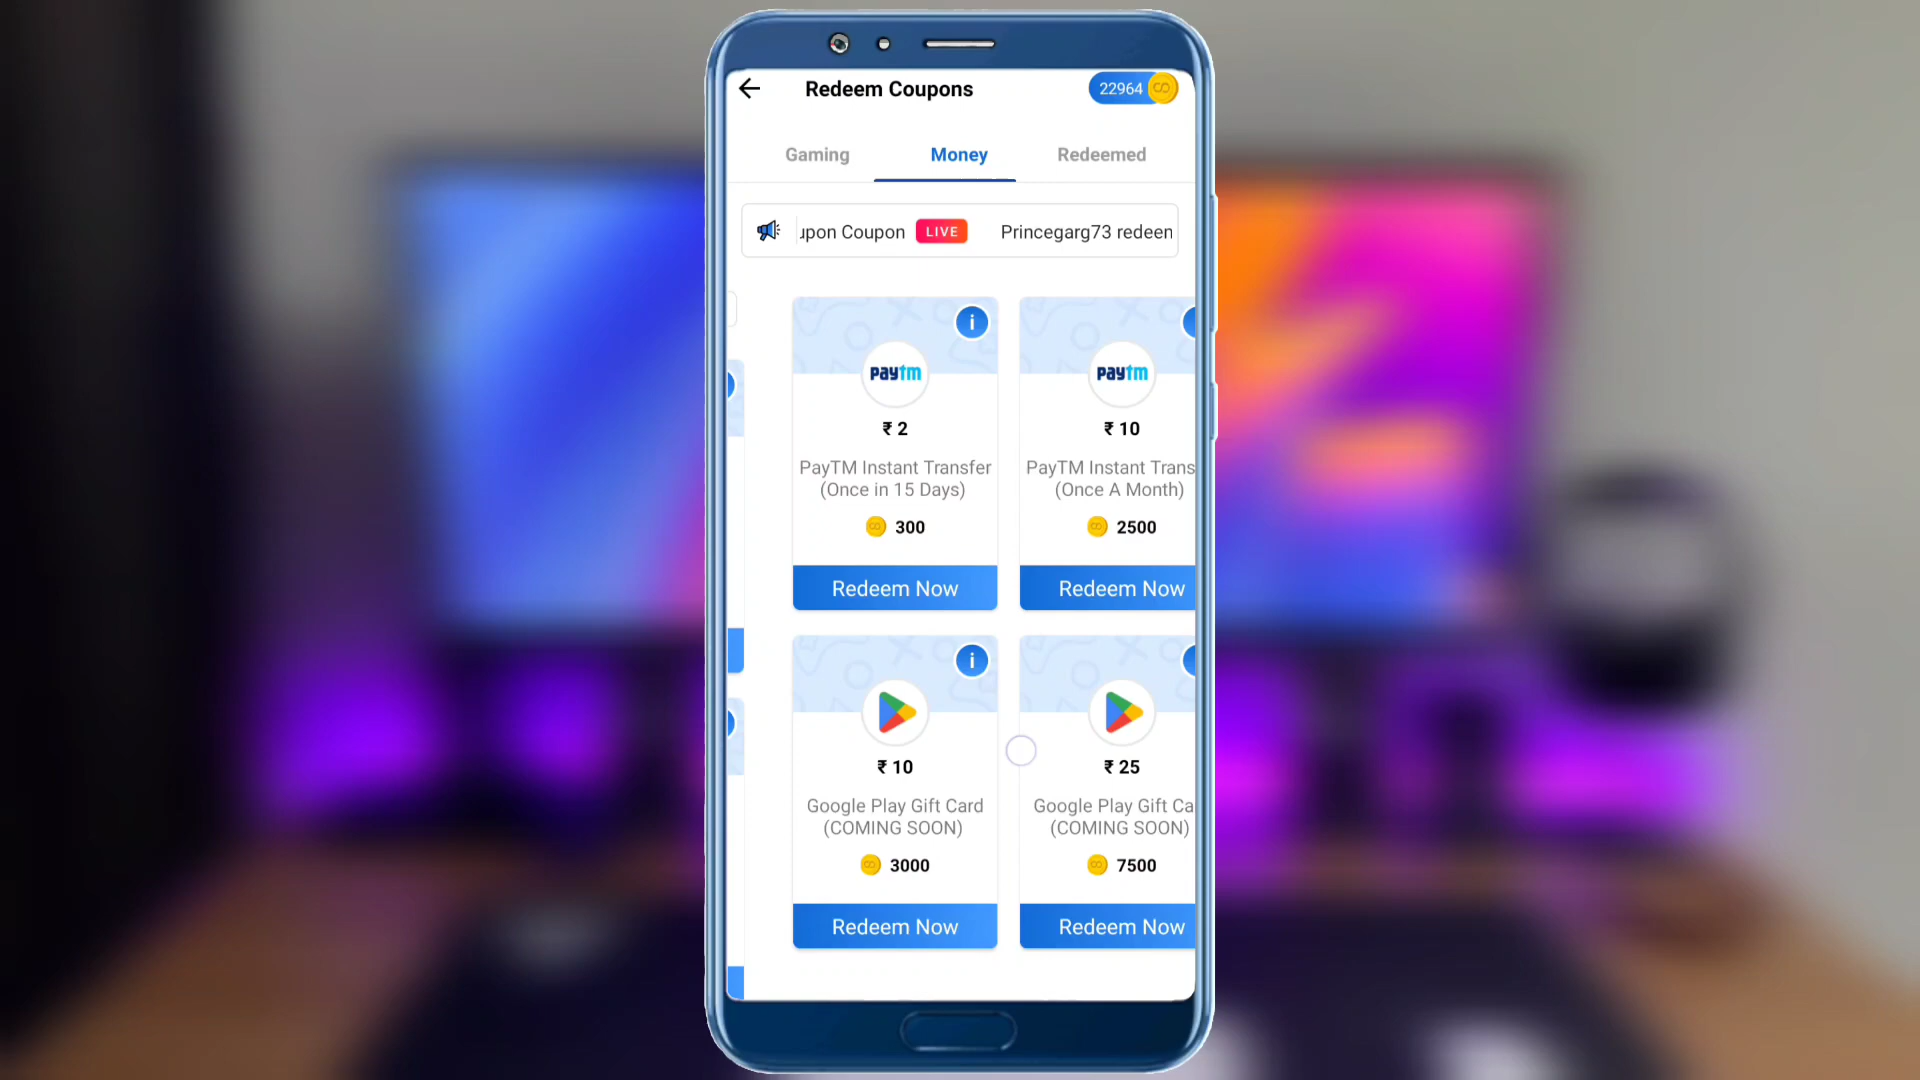 Redeem Coupons
22964
Gaming
Money
Redeemed
upon Coupon
LIVE
Princegarg73 redeem
i
paytm
₹ 2
PayTM Instant Transfer
(Once in 15 Days)
300
Redeem Now
paytm
₹ 10
PayTM Instant Trans
(Once A Month)
2500
Redeem Now
i
₹ 10
Google Play Gift Card
(COMING SOON)
3000
Redeem Now
₹ 25
Google Play Gift Ca
(COMING SOON)
7500
Redeem Now